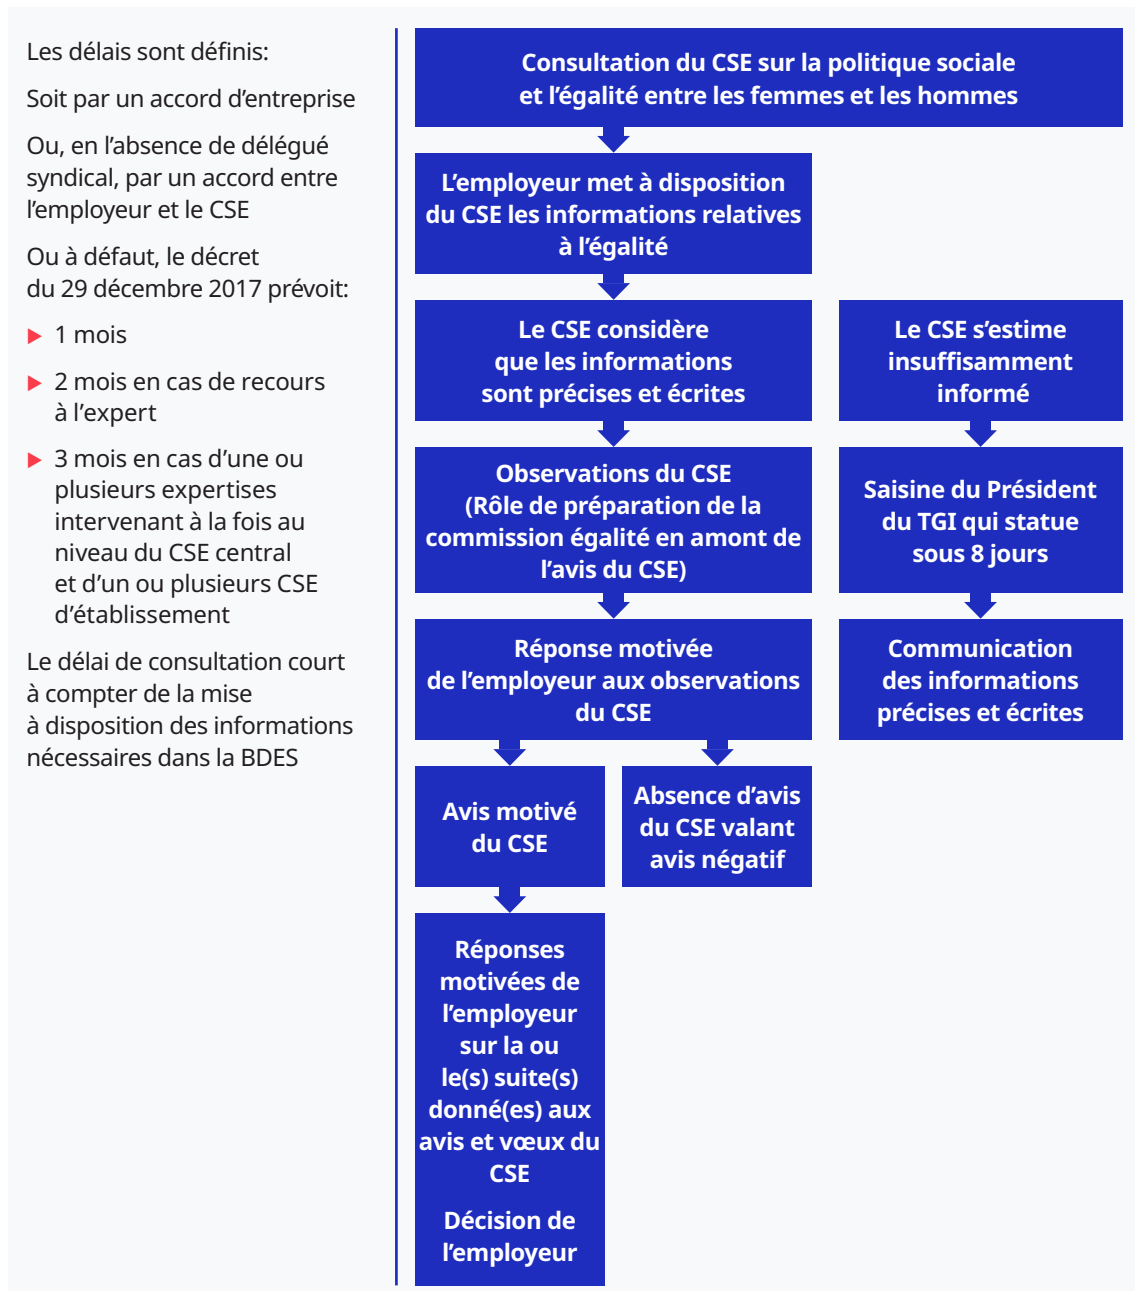 Les délais sont définis:
Soit par un accord d’entreprise
Ou, en l’absence de délégué
syndical, par un accord entre
l’employeur et le CSE
Ou à défaut, le décret
du 29 décembre 2017 prévoit:
1 mois
2 mois en cas de recours
à l’expert
3 mois en cas d’une ou
plusieurs expertises
intervenant à la fois au
niveau du CSE central
et d’un ou plusieurs CSE
d’établissement
Le délai de consultation court
à compter de la mise
à disposition des informations
nécessaires dans la BDES
Consultation du CSE sur la politique sociale
et l’égalité entre les femmes et les hommes
L’employeur met à disposition
du CSE les informations relatives
à l’égalité
Le CSE considère
que les informations
sont précises et écrites
Le CSE s’estime
insuffisamment
informé
Observations du CSE
(Rôle de préparation de la
commission égalité en amont de
l’avis du CSE)
Saisine du Président
du TGI qui statue
sous 8 jours
Réponse motivée
de l’employeur aux observations
du CSE
Communication
des informations
précises et écrites
Avis motivé
du CSE
Absence d’avis
du CSE valant
avis négatif
Réponses
motivées de
l’employeur
sur la ou
le(s) suite(s)
donné(es) aux
avis et vœux du
CSE
Décision de
l’employeur